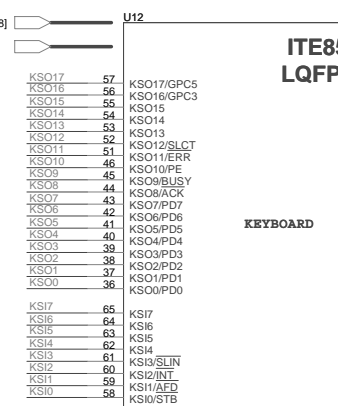 8]
U12
ITE85
LQFP
KSO17 57 KSO17/GPC5
KSO16 56 KSO16/GPC3
KSO15 55 KSO15
KSO14 54 KSO14
KSO13 53 KSO13
KSO12 52 KSO12/SLCT
KSO11 51 KSO11/ERR
KSO10 46 KSO10/PE
KSO9 45 KSO9/BUSY
KSO8 44 KSO8/ACK
KSO7 43 KSO7/PD7
KSO6 42 KSO6/PD6
KSO5 41 KSO5/PD5
KSO4 40 KSO4/PD4
KSO3 39 KSO3/PD3
KSO2 38 KSO2/PD2
KSO1 37 KSO1/PD1
KSO0 36 KSO0/PD0
KEYBOARD
KSI7 65 KSI7
KSI6 64 KSI6
KSI5 63 KSI5
KSI4 62 KSI4
KSI3 61 KSI3/SLIN
KSI2 60 KSI2/INT
KSI1 59 KSI1/AFD
KSI0 58 KSI0/STB